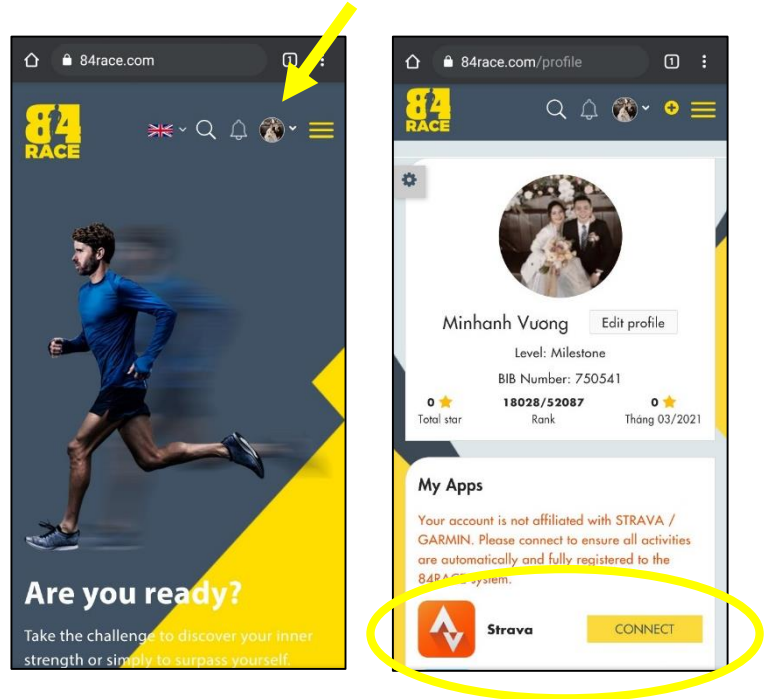 84race.com
1
84
RACE
Are you ready?
Take the challenge to discover your inner
strength or simply to surpass yourself.
84race.com/profile
1
84
RACE
Minhanh Vương
Edit profile
Level: Milestone
BIB Number: 750541
0
18028/52087
0
Total star
Rank
Tháng 03/2021
My Apps
Your account is not affiliated with STRAVA /
GARMIN. Please connect to ensure all activities
are automatically and fully registered to the
84RACE system.
Strava
CONNECT